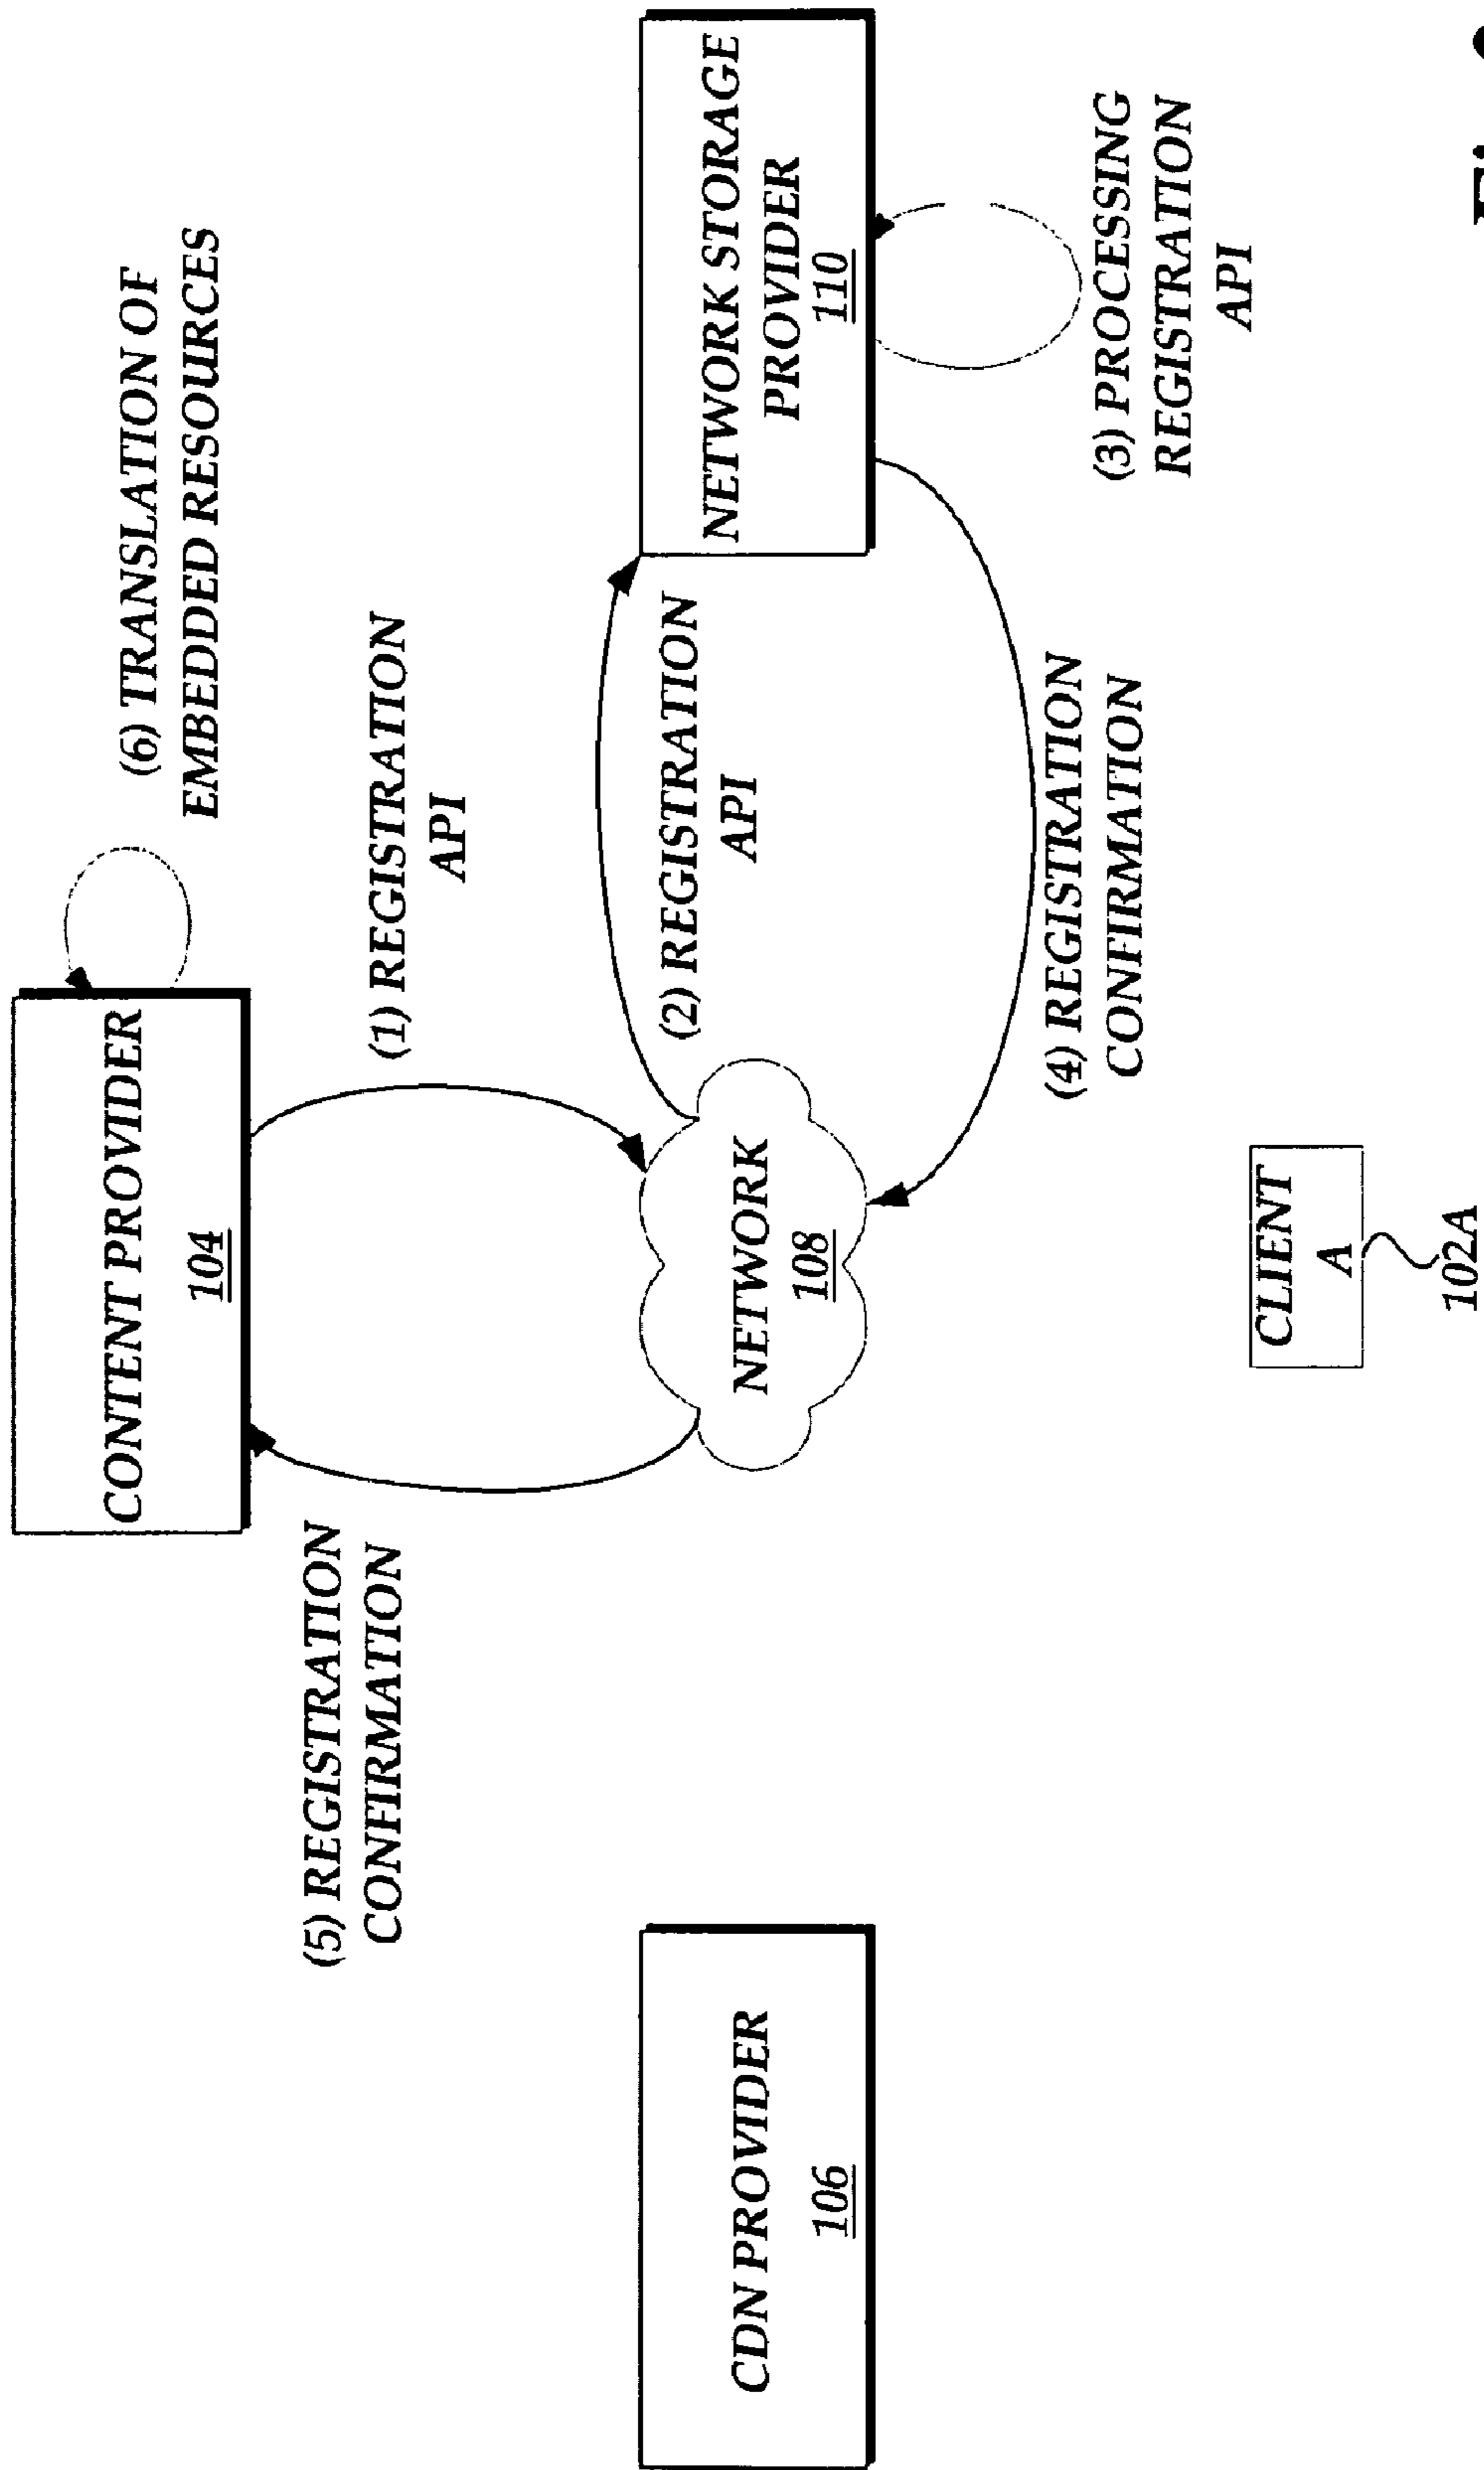 CONTENT PROVIDER
104
(6) TRANSLATION OF
EMBEDDED RESOURCES
(1) REGISTRATION
API
(5) REGISTRATION
CONFIRMATION
CDN PROVIDER
106
NETWORK
108
(2) REGISTRATION
API
NETWORK STORAGE
PROVIDER
110
(3) PROCESSING
REGISTRATION
API
(4) REGISTRATION
CONFIRMATION
CLIENT
A
102A